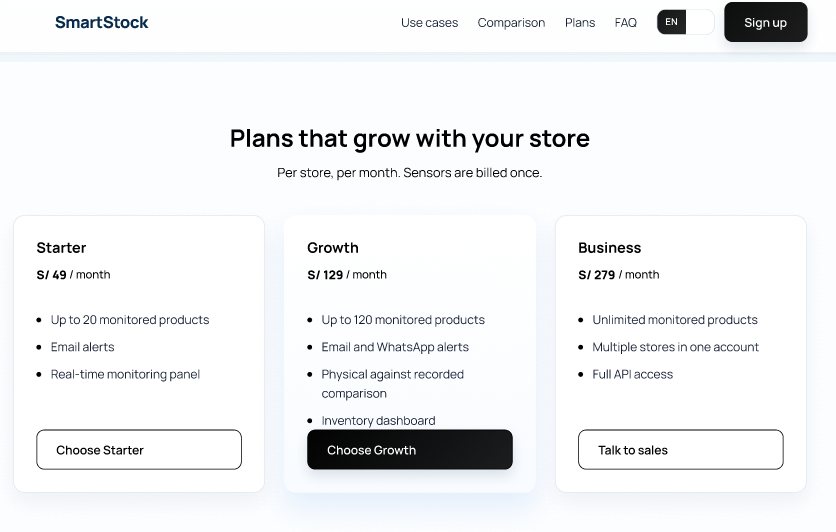 SmartStock
Use cases
Comparison
Plans
FAQ
EN
Sign up
Plans that grow with your store
Per store, per month. Sensors are billed once.
Starter
S/ 49 / month
Up to 20 monitored products
Email alerts
Real-time monitoring panel
Choose Starter
Growth
S/ 129 / month
Up to 120 monitored products
Email and WhatsApp alerts
Physical against recorded
comparison
Inventory dashboard
Choose Growth
Business
S/ 279 / month
Unlimited monitored products
Multiple stores in one account
Full API access
Talk to sales